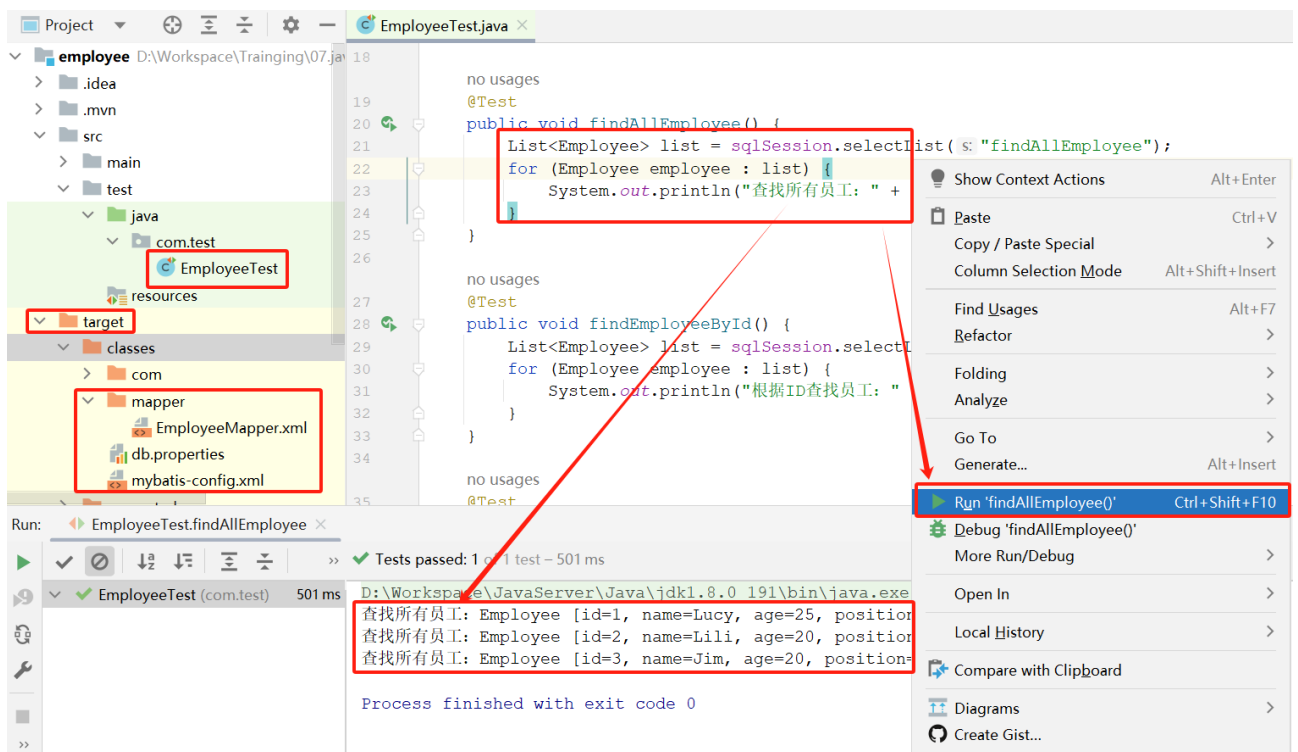 Project
EmployeeTest.java
employee D:\Workspace\Trainging\07.jav
.idea
.mvn
src
main
test
java
com.test
EmployeeTest
resources
target
classes
com
mapper
EmployeeMapper.xml
db.properties
mybatis-config.xml
18
no usages
19 @Test
20 public void findAllEmployee() {
21 List<Employee> list = sqlSession.selectList( s: "findAllEmployee");
22 for (Employee employee : list) {
23 System.out.println("查找所有员工: " +
24 }
25 }
26
no usages
27 @Test
28 public void findEmployeeById() {
29 List<Employee> list = sqlSession.selectL
30 for (Employee employee : list) {
31 System.out.println("根据ID查找员工: "
32 }
33 }
34
no usages
35 @Test
Show Context Actions Alt+Enter
Paste Ctrl+V
Copy / Paste Special
Column Selection Mode Alt+Shift+Insert
Find Usages Alt+F7
Refactor
Folding
Analyze
Go To
Generate... Alt+Insert
Run 'findAllEmployee()' Ctrl+Shift+F10
Debug 'findAllEmployee()'
More Run/Debug
Open In
Local History
Compare with Clipboard
Diagrams
Create Gist...
Run: EmployeeTest.findAllEmployee
Tests passed: 1 of 1 test – 501 ms
EmployeeTest (com.test) 501 ms
D:\Workspace\JavaServer\Java\jdk1.8.0_191\bin\java.exe
查找所有员工: Employee [id=1, name=Lucy, age=25, position
查找所有员工: Employee [id=2, name=Lili, age=20, position
查找所有员工: Employee [id=3, name=Jim, age=20, position=
Process finished with exit code 0